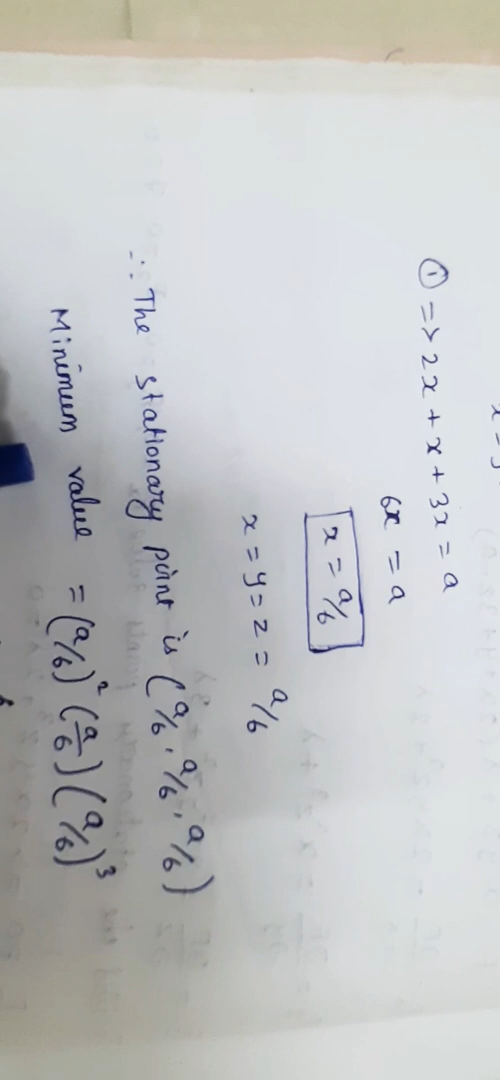 ① => 2x + x + 3x = a
6x = a
x = a/6
x = y = z = a/6
∴ The stationary point is (a/6, a/6, a/6)
Minimum value = (a/6)² (a/6) (a/6)³